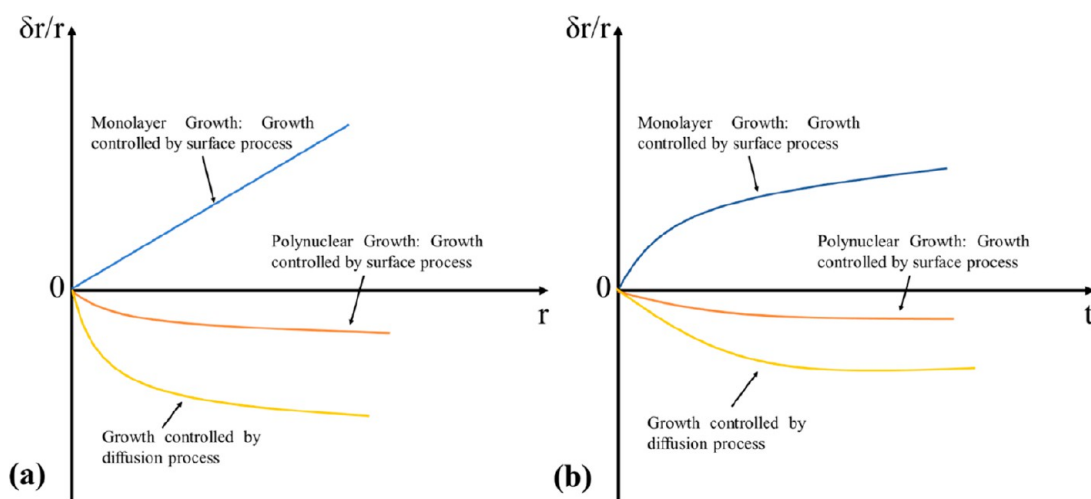 δr/r
Monolayer Growth: Growth
controlled by surface process
Polynuclear Growth: Growth
controlled by surface process
0
r
Growth controlled by
diffusion process
(a)
δr/r
Monolayer Growth: Growth
controlled by surface process
Polynuclear Growth: Growth
controlled by surface process
0
t
Growth controlled by
diffusion process
(b)